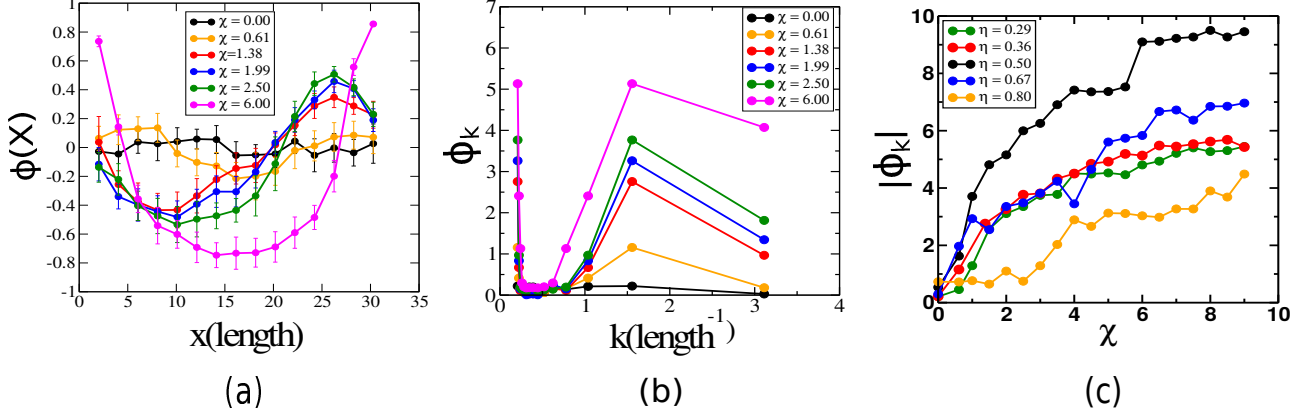 1
0.8
0.6
0.4
0.2
0
-0.2
-0.4
-0.6
-0.8
-1
0 5 10 15 20 25 30 35
ϕ(X)
x(length)
χ = 0.00
χ = 0.61
χ=1.38
χ = 1.99
χ = 2.50
χ = 6.00
(a)
7
6
5
4
3
2
1
0
0 1 2 3 4
ϕk
k(length-1)
χ = 0.00
χ = 0.61
χ = 1.38
χ = 1.99
χ = 2.50
χ = 6.00
(b)
10
8
6
4
2
0
0 2 4 6 8 10
|ϕk|
χ
η = 0.29
η = 0.36
η = 0.50
η = 0.67
η = 0.80
(c)